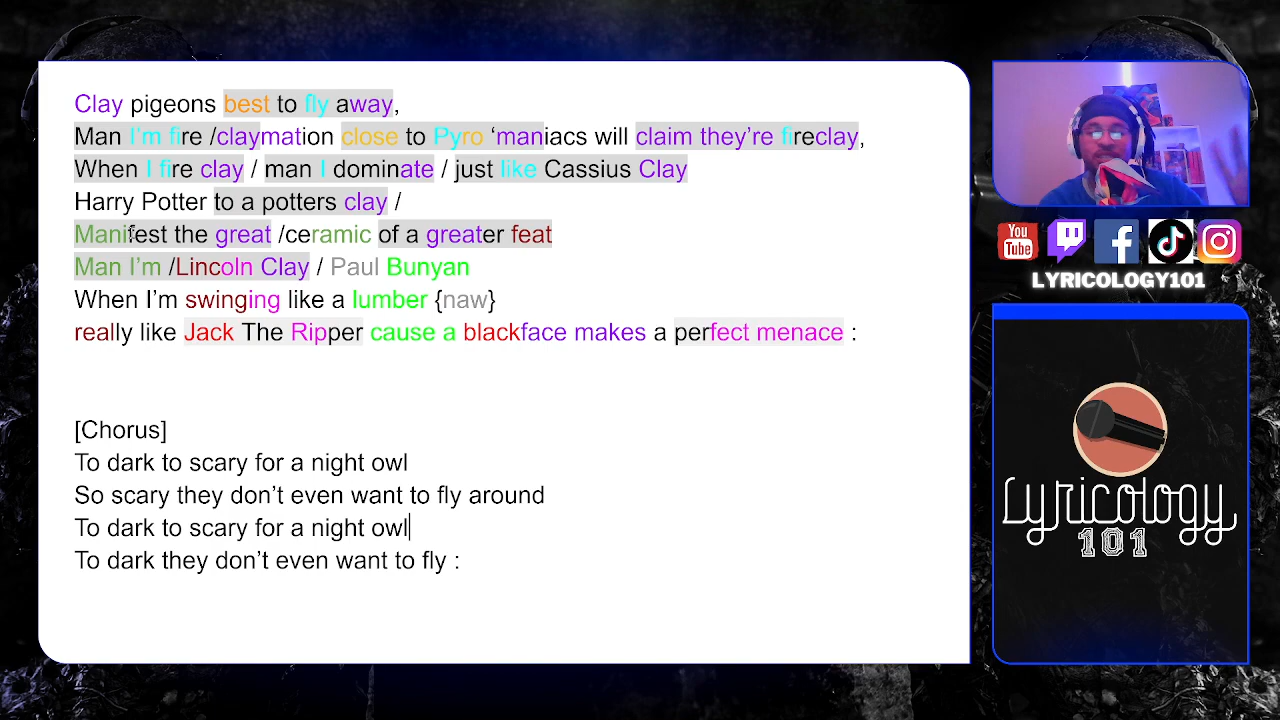 Clay pigeons best to fly away,
Man I'm fire /claymation close to Pyro ‘maniacs will claim they’re fireclay,
When I fire clay / man I dominate / just like Cassius Clay
Harry Potter to a potters clay /
Manifest the great /ceramic of a greater feat
Man I’m /Lincoln Clay / Paul Bunyan
When I’m swinging like a lumber {naw}
really like Jack The Ripper cause a blackface makes a perfect menace :
[Chorus]
To dark to scary for a night owl
So scary they don’t even want to fly around
To dark to scary for a night owl
To dark they don’t even want to fly :
You
Tube
LYRICOLOGY101
Lyricology
101